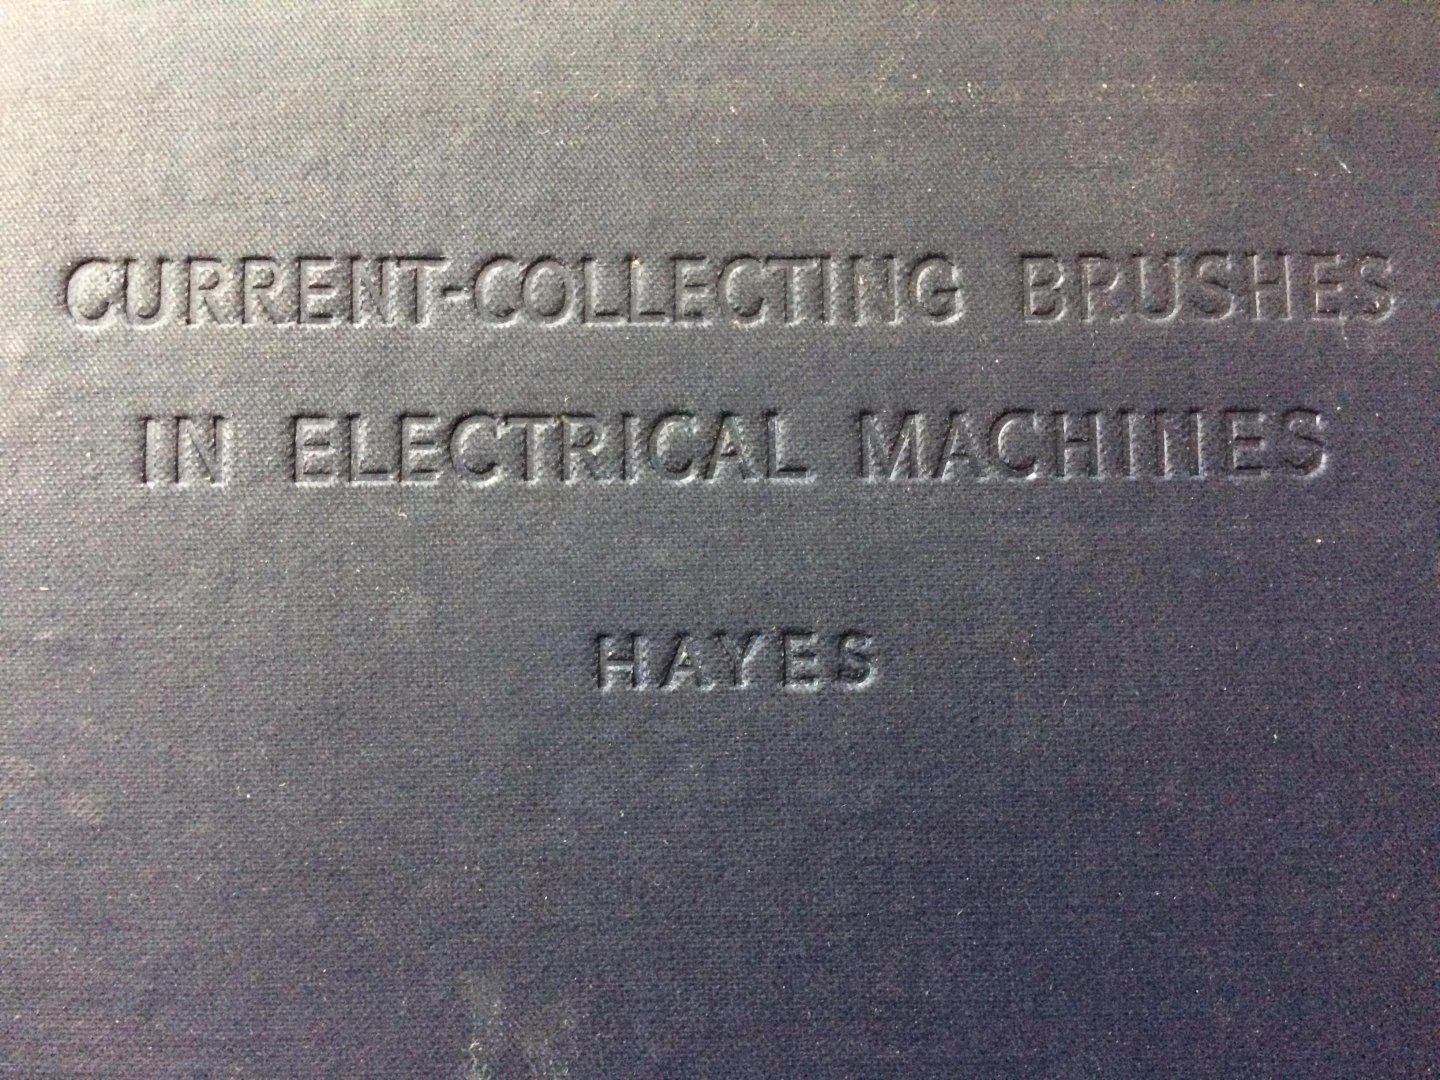 CURRENT-COLLECTING BRUSHES
IN ELECTRICAL MACHINES
HAYES